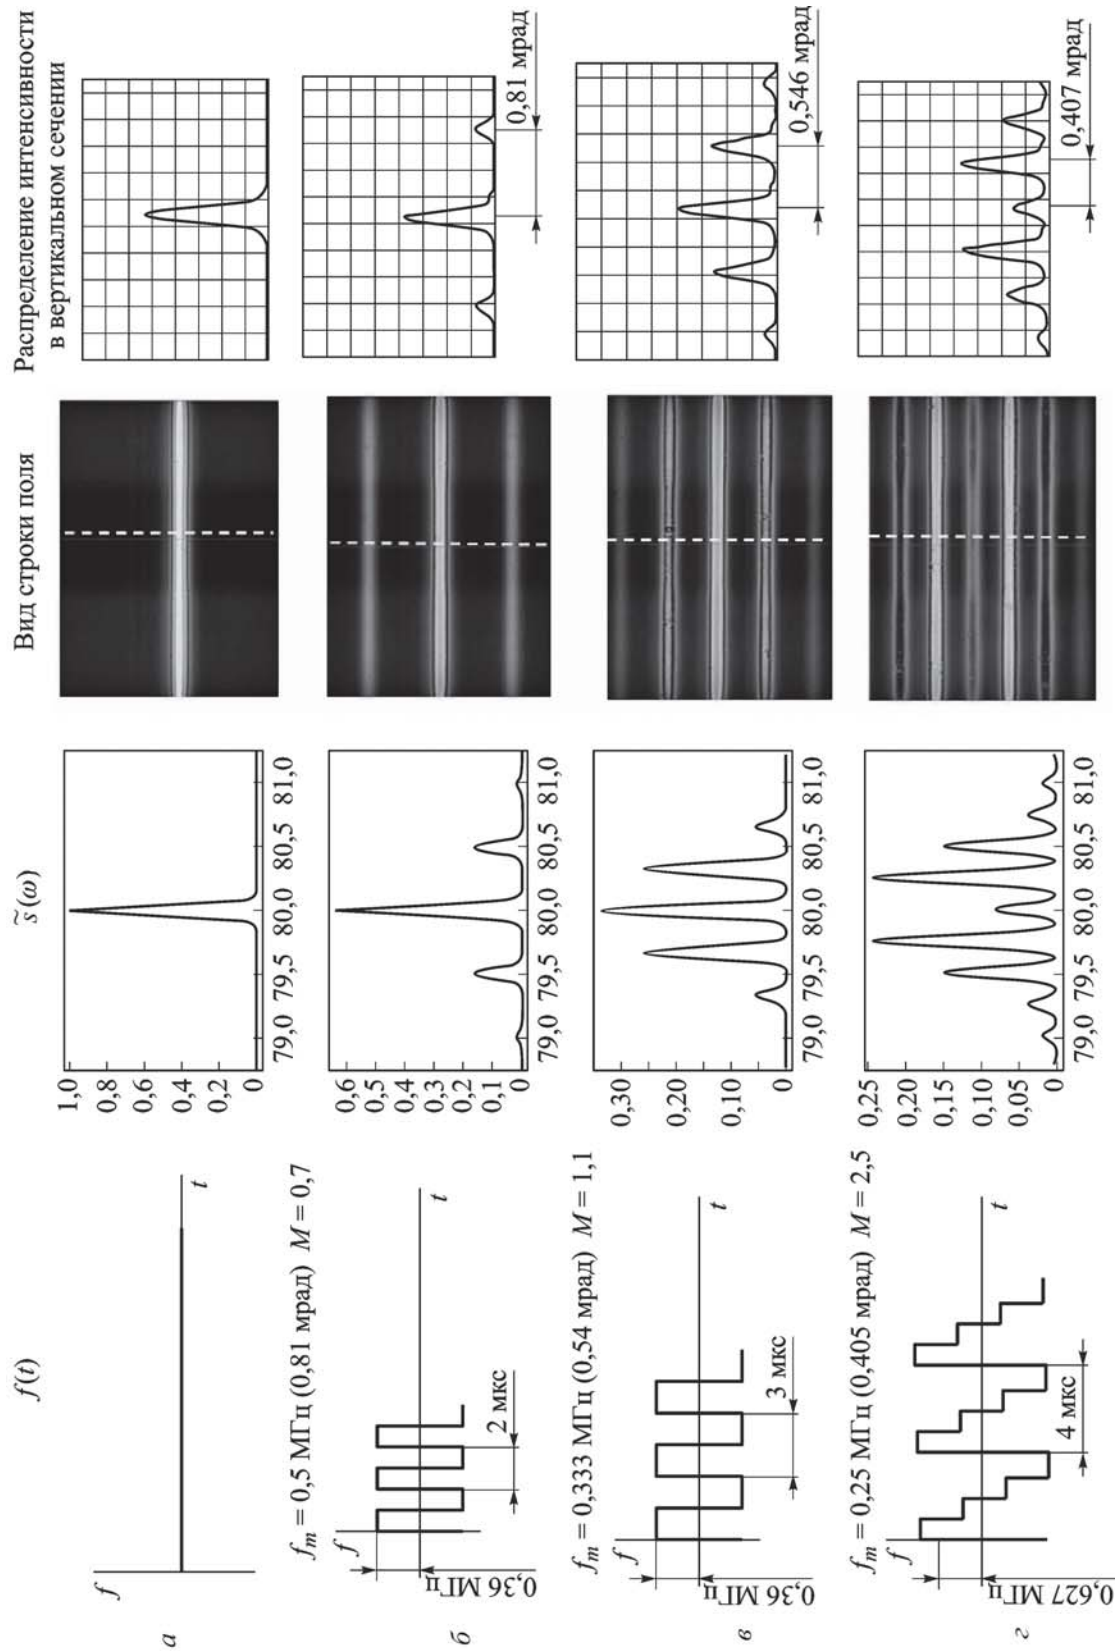 f(t)
s̃(ω)
Вид строки поля
Распределение интенсивности
в вертикальном сечении
а
f
t
1,0
0,8
0,6
0,4
0,2
0
79,0 79,5 80,0 80,5 81,0
б
f_m = 0,5 МГц (0,81 мрад) M = 0,7
f
0,36 МГц
2 мкс
t
0,6
0,5
0,4
0,3
0,2
0,1
0
79,0 79,5 80,0 80,5 81,0
0,81 мрад
в
f_m = 0,333 МГц (0,54 мрад) M = 1,1
f
0,36 МГц
3 мкс
t
0,30
0,20
0,10
0
79,0 79,5 80,0 80,5 81,0
0,546 мрад
г
f_m = 0,25 МГц (0,405 мрад) M = 2,5
f
0,627 МГц
4 мкс
t
0,25
0,20
0,15
0,10
0,05
0
79,0 79,5 80,0 80,5 81,0
0,407 мрад